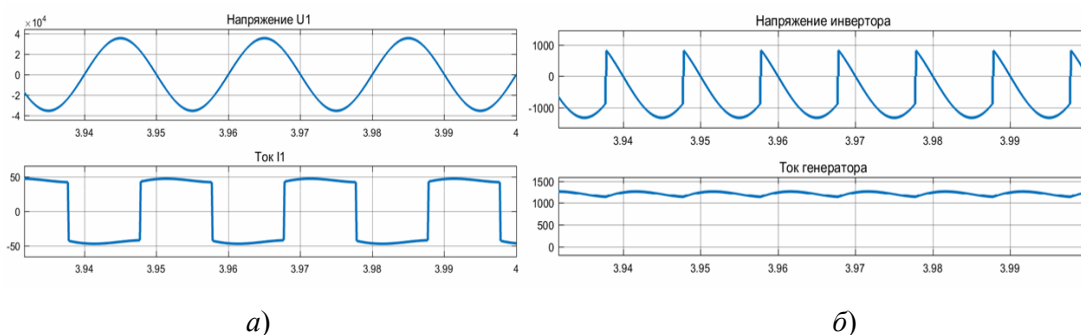 Напряжение U1
×10⁴
4
2
0
-2
-4
3.94 3.95 3.96 3.97 3.98 3.99 4
Ток I1
50
0
-50
3.94 3.95 3.96 3.97 3.98 3.99 4
а)
Напряжение инвертора
1000
0
-1000
3.94 3.95 3.96 3.97 3.98 3.99
Ток генератора
1500
1000
500
0
3.94 3.95 3.96 3.97 3.98 3.99
б)